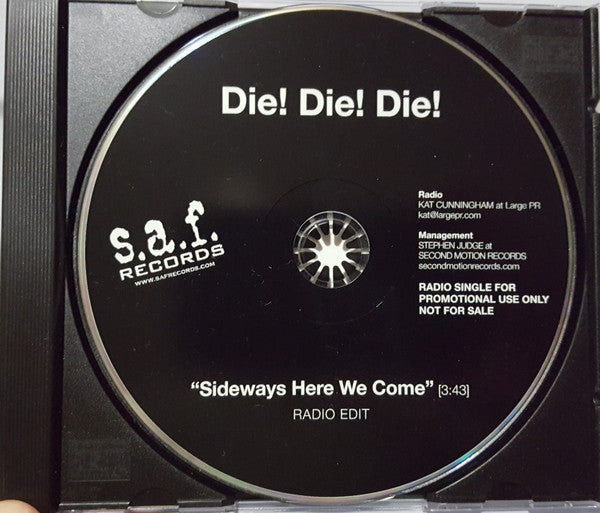 Die! Die! Die!
s.a.f.
RECORDS
WWW.SAFRECORDS.COM
Radio
KAT CUNNINGHAM at Large PR
kat@largepr.com
Management
STEPHEN JUDGE at
SECOND MOTION RECORDS
secondmotionrecords.com
RADIO SINGLE FOR
PROMOTIONAL USE ONLY
NOT FOR SALE
“Sideways Here We Come” [3:43]
RADIO EDIT